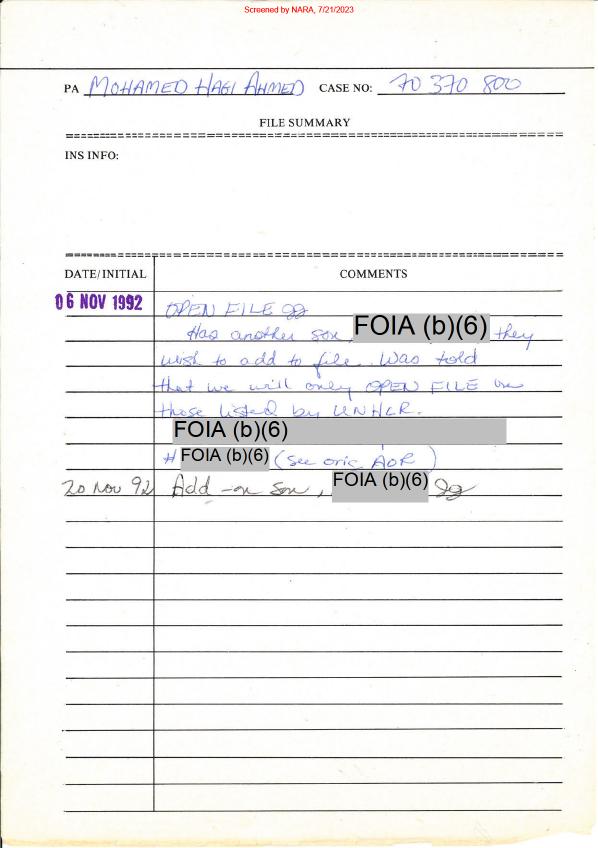 Screened by NARA, 7/21/2023
PA MOHAMED HAGI AHMED CASE NO: 70 370 800
FILE SUMMARY
INS INFO:
DATE/INITIAL COMMENTS
06 NOV 1992 OPEN FILE gg
Has another son, FOIA (b)(6) they
wish to add to file. Was told
that we will only OPEN FILE on
those listed by UNHCR.
FOIA (b)(6)
# FOIA (b)(6) (see orig AOR)
20 Nov 92 Add-on son, FOIA (b)(6) gg